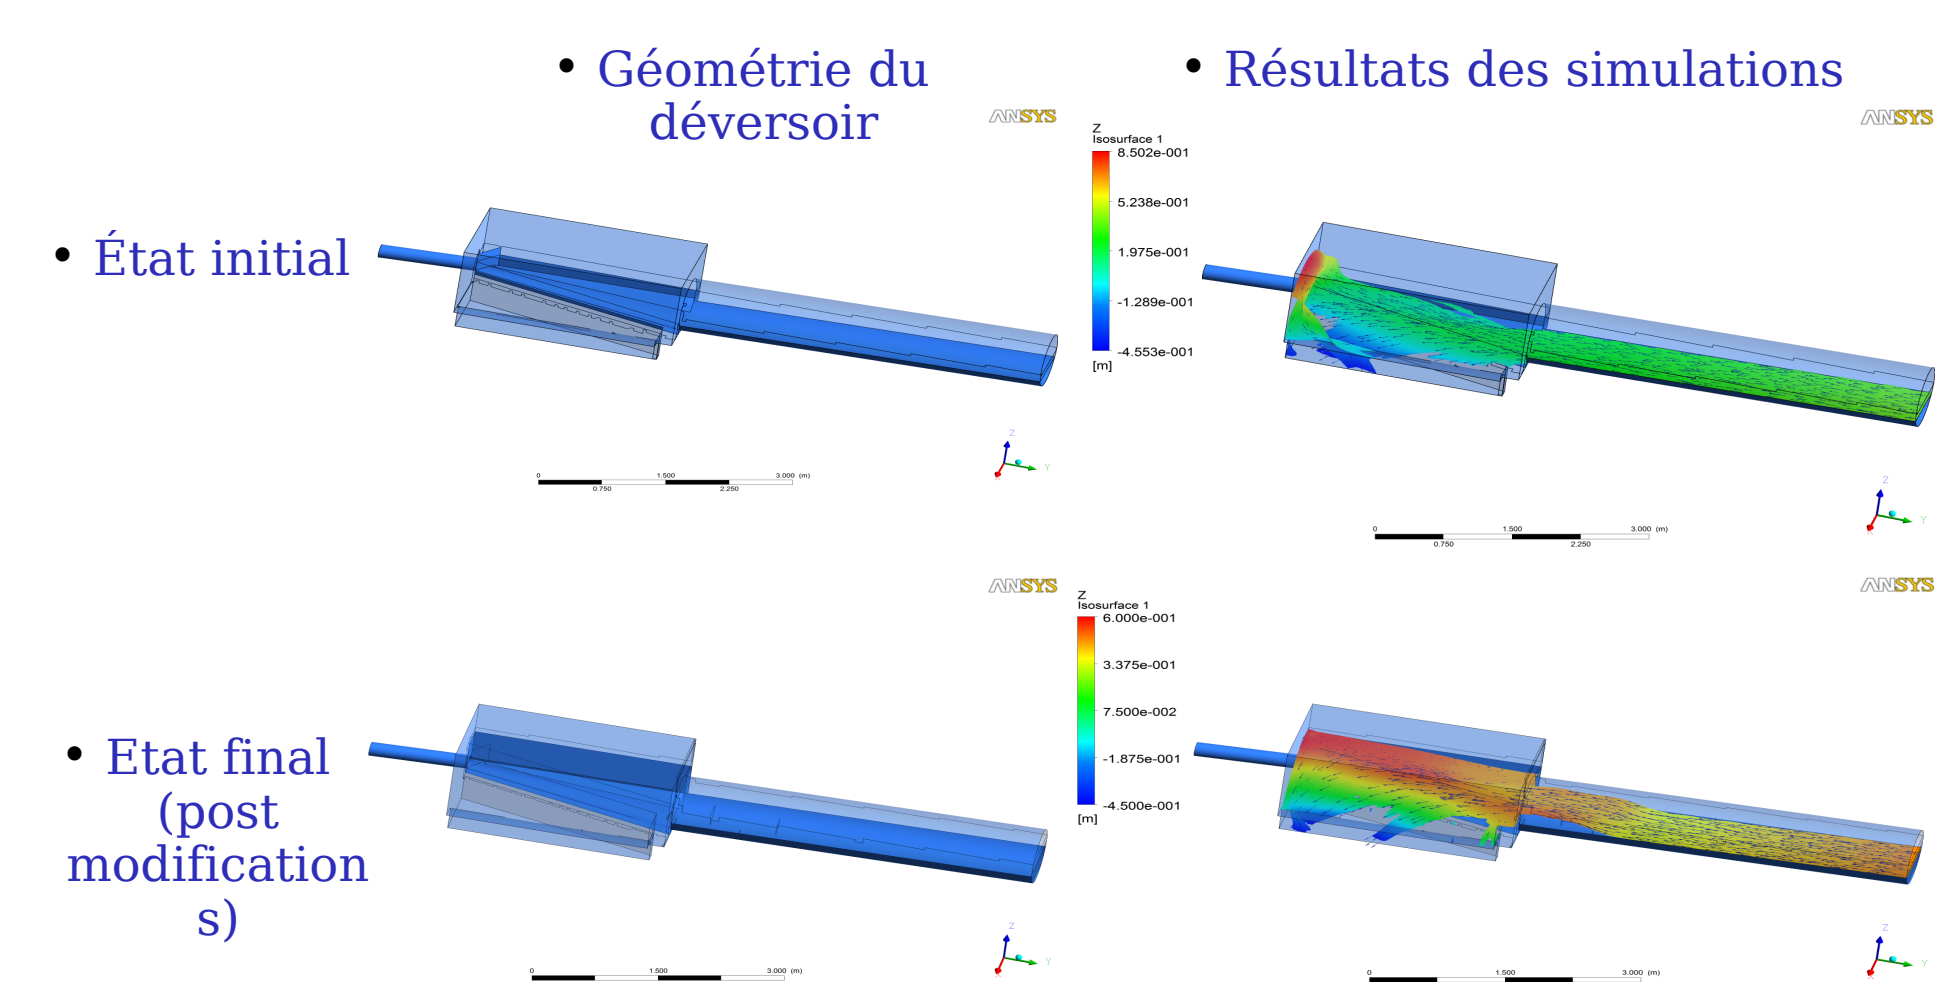 • Géométrie du
déversoir
• Résultats des simulations
ANSYS
ANSYS
Z
Isosurface 1
8.502e-001
5.238e-001
1.975e-001
-1.289e-001
-4.553e-001
[m]
• État initial
Z
Y
X
0 1.500 3.000 (m)
0.750 2.250
Z
Y
X
0 1.500 3.000 (m)
0.750 2.250
ANSYS
ANSYS
Z
Isosurface 1
6.000e-001
3.375e-001
7.500e-002
-1.875e-001
-4.500e-001
[m]
• Etat final
(post
modification
s)
Z
Y
X
0 1.500 3.000 (m)
Z
Y
X
0 1.500 3.000 (m)